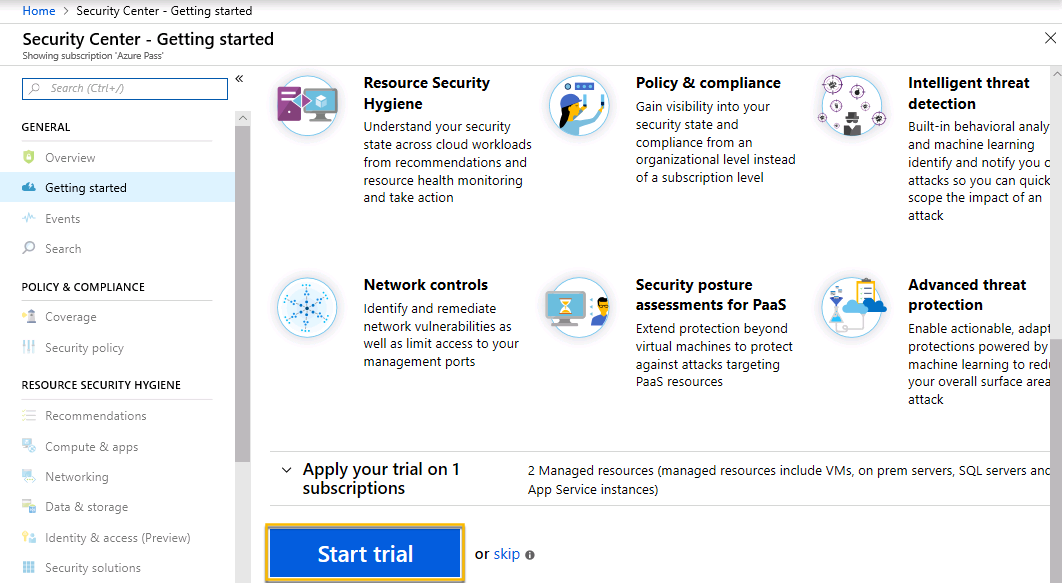 Home > Security Center - Getting started
Security Center - Getting started
Showing subscription 'Azure Pass'
Search (Ctrl+/)
«
GENERAL
Overview
Getting started
Events
Search
POLICY & COMPLIANCE
Coverage
Security policy
RESOURCE SECURITY HYGIENE
Recommendations
Compute & apps
Networking
Data & storage
Identity & access (Preview)
Security solutions
Resource Security
Hygiene
Understand your security
state across cloud workloads
from recommendations and
resource health monitoring
and take action
Policy & compliance
Gain visibility into your
security state and
compliance from an
organizational level instead
of a subscription level
Intelligent threat
detection
Built-in behavioral analy
and machine learning
identify and notify you o
attacks so you can quick
scope the impact of an
attack
Network controls
Identify and remediate
network vulnerabilities as
well as limit access to your
management ports
Security posture
assessments for PaaS
Extend protection beyond
virtual machines to protect
against attacks targeting
PaaS resources
Advanced threat
protection
Enable actionable, adapt
protections powered by
machine learning to redu
your overall surface area
attack
Apply your trial on 1
subscriptions
2 Managed resources (managed resources include VMs, on prem servers, SQL servers and
App Service instances)
Start trial
or skip